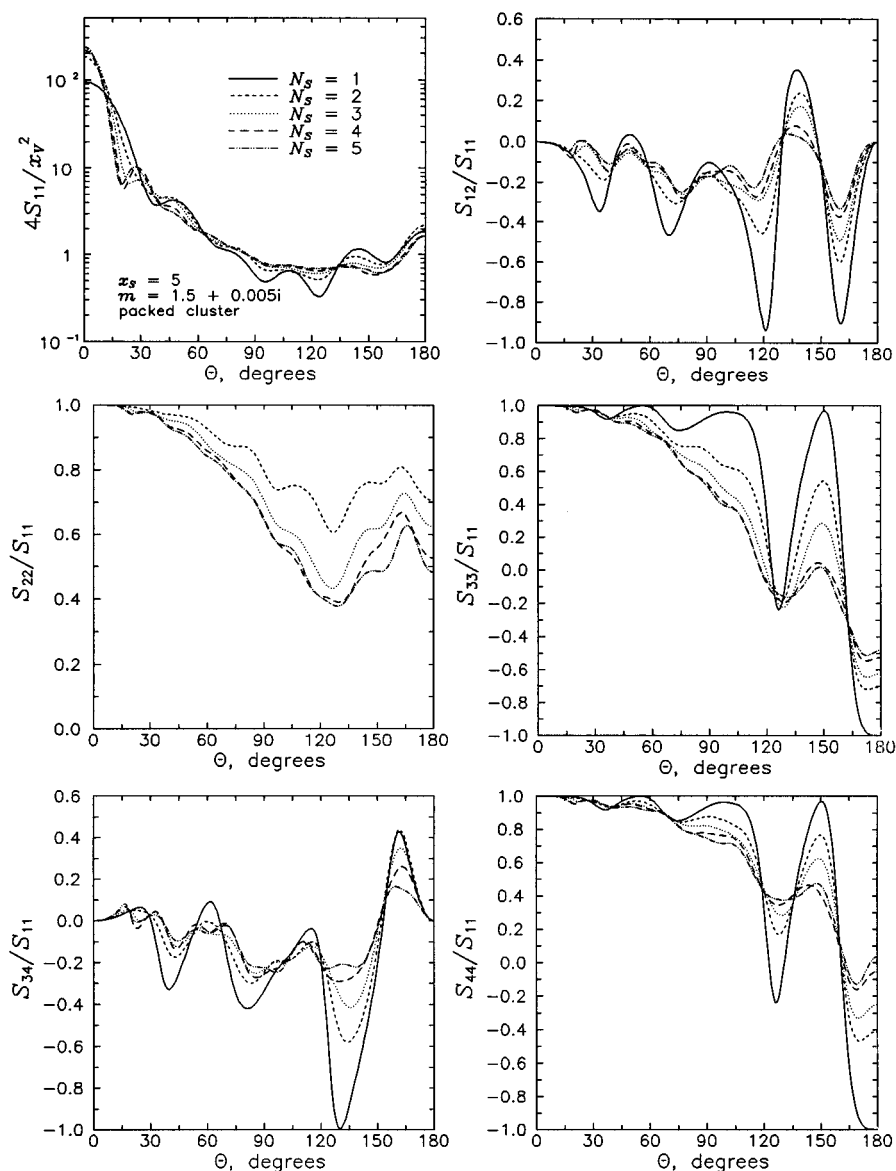 4S₁₁/xᵥ²
10²
10
1
10⁻¹
Nₛ = 1
Nₛ = 2
Nₛ = 3
Nₛ = 4
Nₛ = 5
xₛ = 5
m = 1.5 + 0.005i
packed cluster
0 30 60 90 120 150 180
Θ, degrees
S₁₂/S₁₁
0.6
0.4
0.2
0.0
−0.2
−0.4
−0.6
−0.8
−1.0
0 30 60 90 120 150 180
Θ, degrees
S₂₂/S₁₁
1.0
0.8
0.6
0.4
0.2
0.0
0 30 60 90 120 150 180
Θ, degrees
S₃₃/S₁₁
1.0
0.8
0.6
0.4
0.2
0.0
−0.2
−0.4
−0.6
−0.8
−1.0
0 30 60 90 120 150 180
Θ, degrees
S₃₄/S₁₁
0.6
0.4
0.2
0.0
−0.2
−0.4
−0.6
−0.8
−1.0
0 30 60 90 120 150 180
Θ, degrees
S₄₄/S₁₁
1.0
0.8
0.6
0.4
0.2
0.0
−0.2
−0.4
−0.6
−0.8
−1.0
0 30 60 90 120 150 180
Θ, degrees